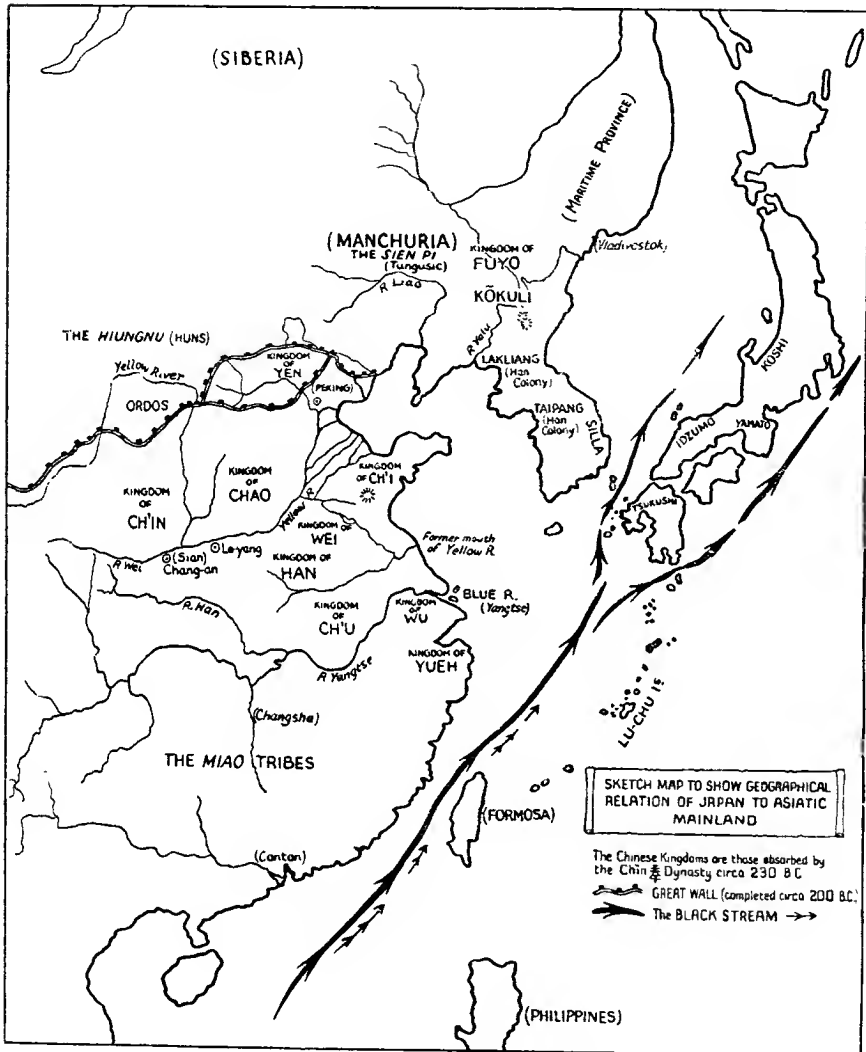 (SIBERIA)
(MARITIME PROVINCE)
(MANCHURIA)
THE SIEN PI
(Tungusic)
R Liao
KINGDOM OF
FUYO
KŌKULI
(Vladivostok)
R Yalu
LAKLIANG
(Han
Colony)
TAIPANG
(Han
Colony)
SILLA
THE HIUNGNU (HUNS)
Yellow River
ORDOS
KINGDOM
OF
YEN
(PEKING)
KOSHI
IDZUMO
YAMATO
TSUKUSHI
KINGDOM
OF
CH'IN
KINGDOM
OF
CHAO
KINGDOM
OF CH'I
Yellow R
KINGDOM OF
WEI
Former mouth
of Yellow R.
R Wei
(Sian)
Chang-an
Lo-yang
KINGDOM OF
HAN
R. Han
KINGDOM
OF
CH'U
KINGDOM
OF
WU
BLUE R.
(Yangtse)
KINGDOM OF
YUEH
R Yangtse
(Changsha)
THE MIAO TRIBES
(Canton)
LU-CHU IS
(FORMOSA)
(PHILIPPINES)
SKETCH MAP TO SHOW GEOGRAPHICAL
RELATION OF JAPAN TO ASIATIC
MAINLAND
The Chinese Kingdoms are those absorbed by
the Ch'in 秦 Dynasty circa 230 B C
GREAT WALL (completed circa 200 B.C.)
The BLACK STREAM